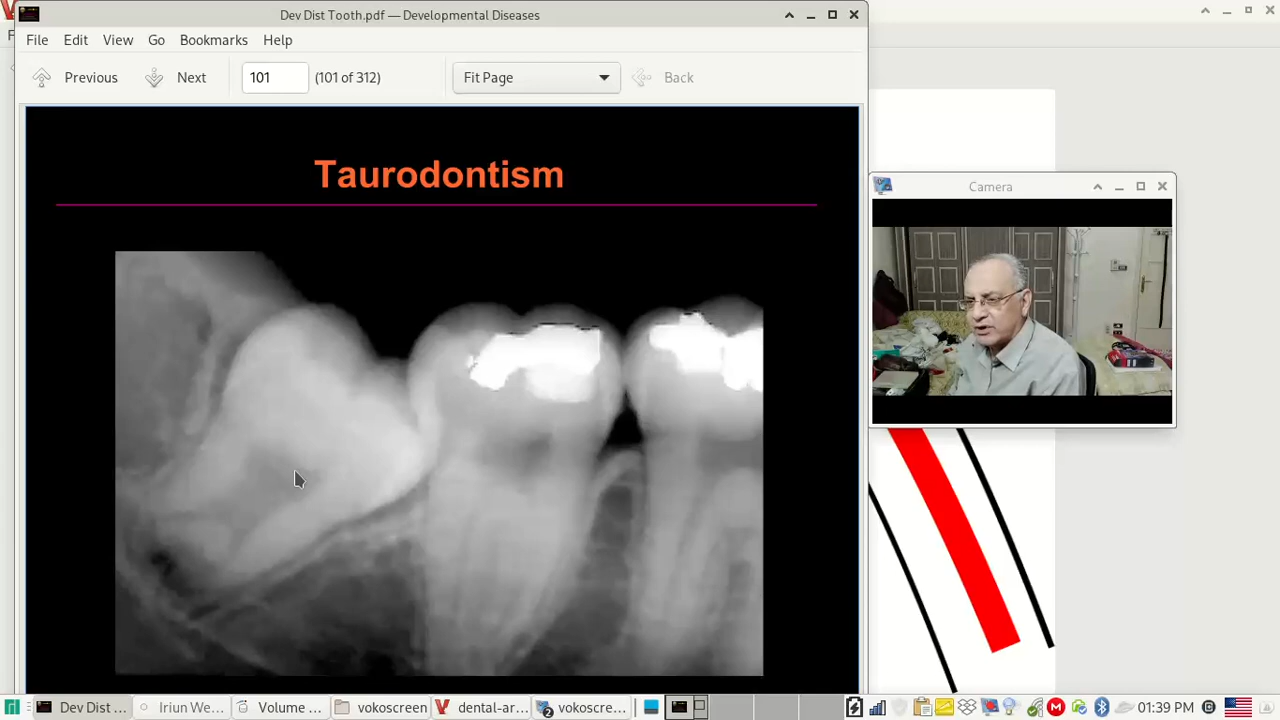 Dev Dist Tooth.pdf — Developmental Diseases
File Edit View Go Bookmarks Help
Previous Next 101 (101 of 312) Fit Page Back
Taurodontism
Camera
Dev Dist ... Iriun We... Volume ... vokoscreen dental-ar... vokoscre... 01:39 PM